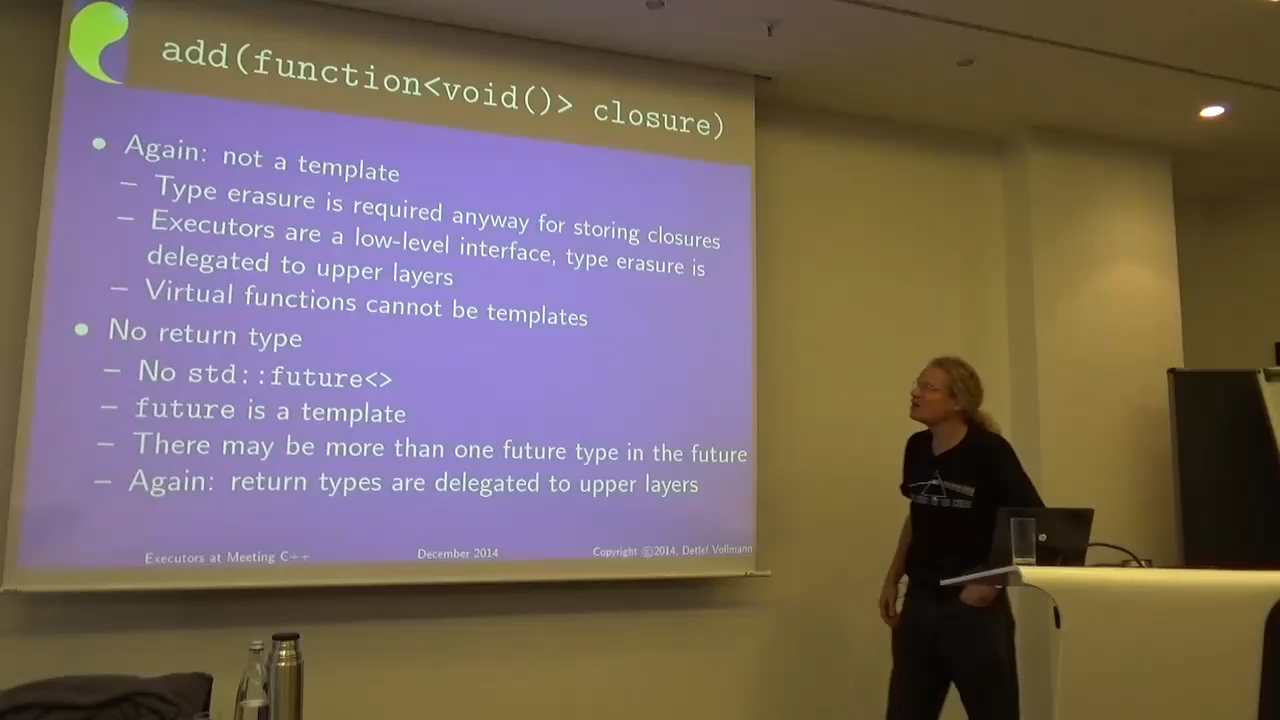 add(function<void()> closure)
• Again: not a template
– Type erasure is required anyway for storing closures
– Executors are a low-level interface, type erasure is
delegated to upper layers
– Virtual functions cannot be templates
• No return type
– No std::future<>
– future is a template
– There may be more than one future type in the future
– Again: return types are delegated to upper layers
Executors at Meeting C++ December 2014 Copyright ©2014, Detlef Vollmann